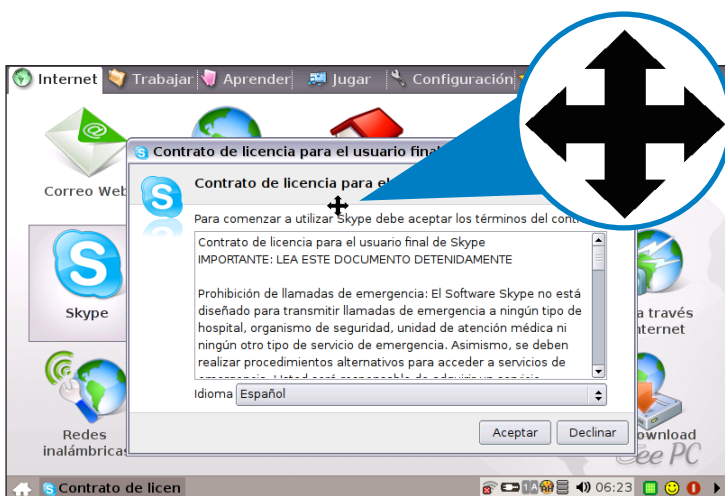 Internet Trabajar Aprender Jugar Configuración
Correo Web
Contrato de licencia para el usuario final
Contrato de licencia para el
Para comenzar a utilizar Skype debe aceptar los términos del
Contrato de licencia para el usuario final de Skype
IMPORTANTE: LEA ESTE DOCUMENTO DETENIDAMENTE
Prohibición de llamadas de emergencia: El Software Skype no está
diseñado para transmitir llamadas de emergencia a ningún tipo de
hospital, organismo de seguridad, unidad de atención médica ni
ningún otro tipo de servicio de emergencia. Asimismo, se deben
realizar procedimientos alternativos para acceder a servicios de
Idioma Español
Aceptar Declinar
Skype
a través
nternet
Redes
inalámbricas
ownload
Eee PC
Contrato de licen
06:23